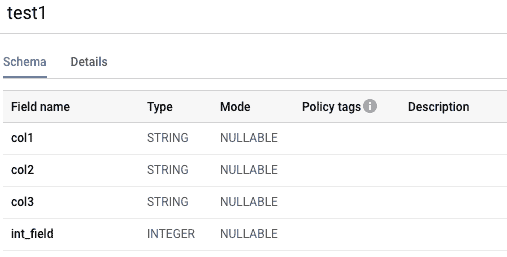 test1
Schema Details
Field name Type Mode Policy tags Description
col1 STRING NULLABLE
col2 STRING NULLABLE
col3 STRING NULLABLE
int_field INTEGER NULLABLE